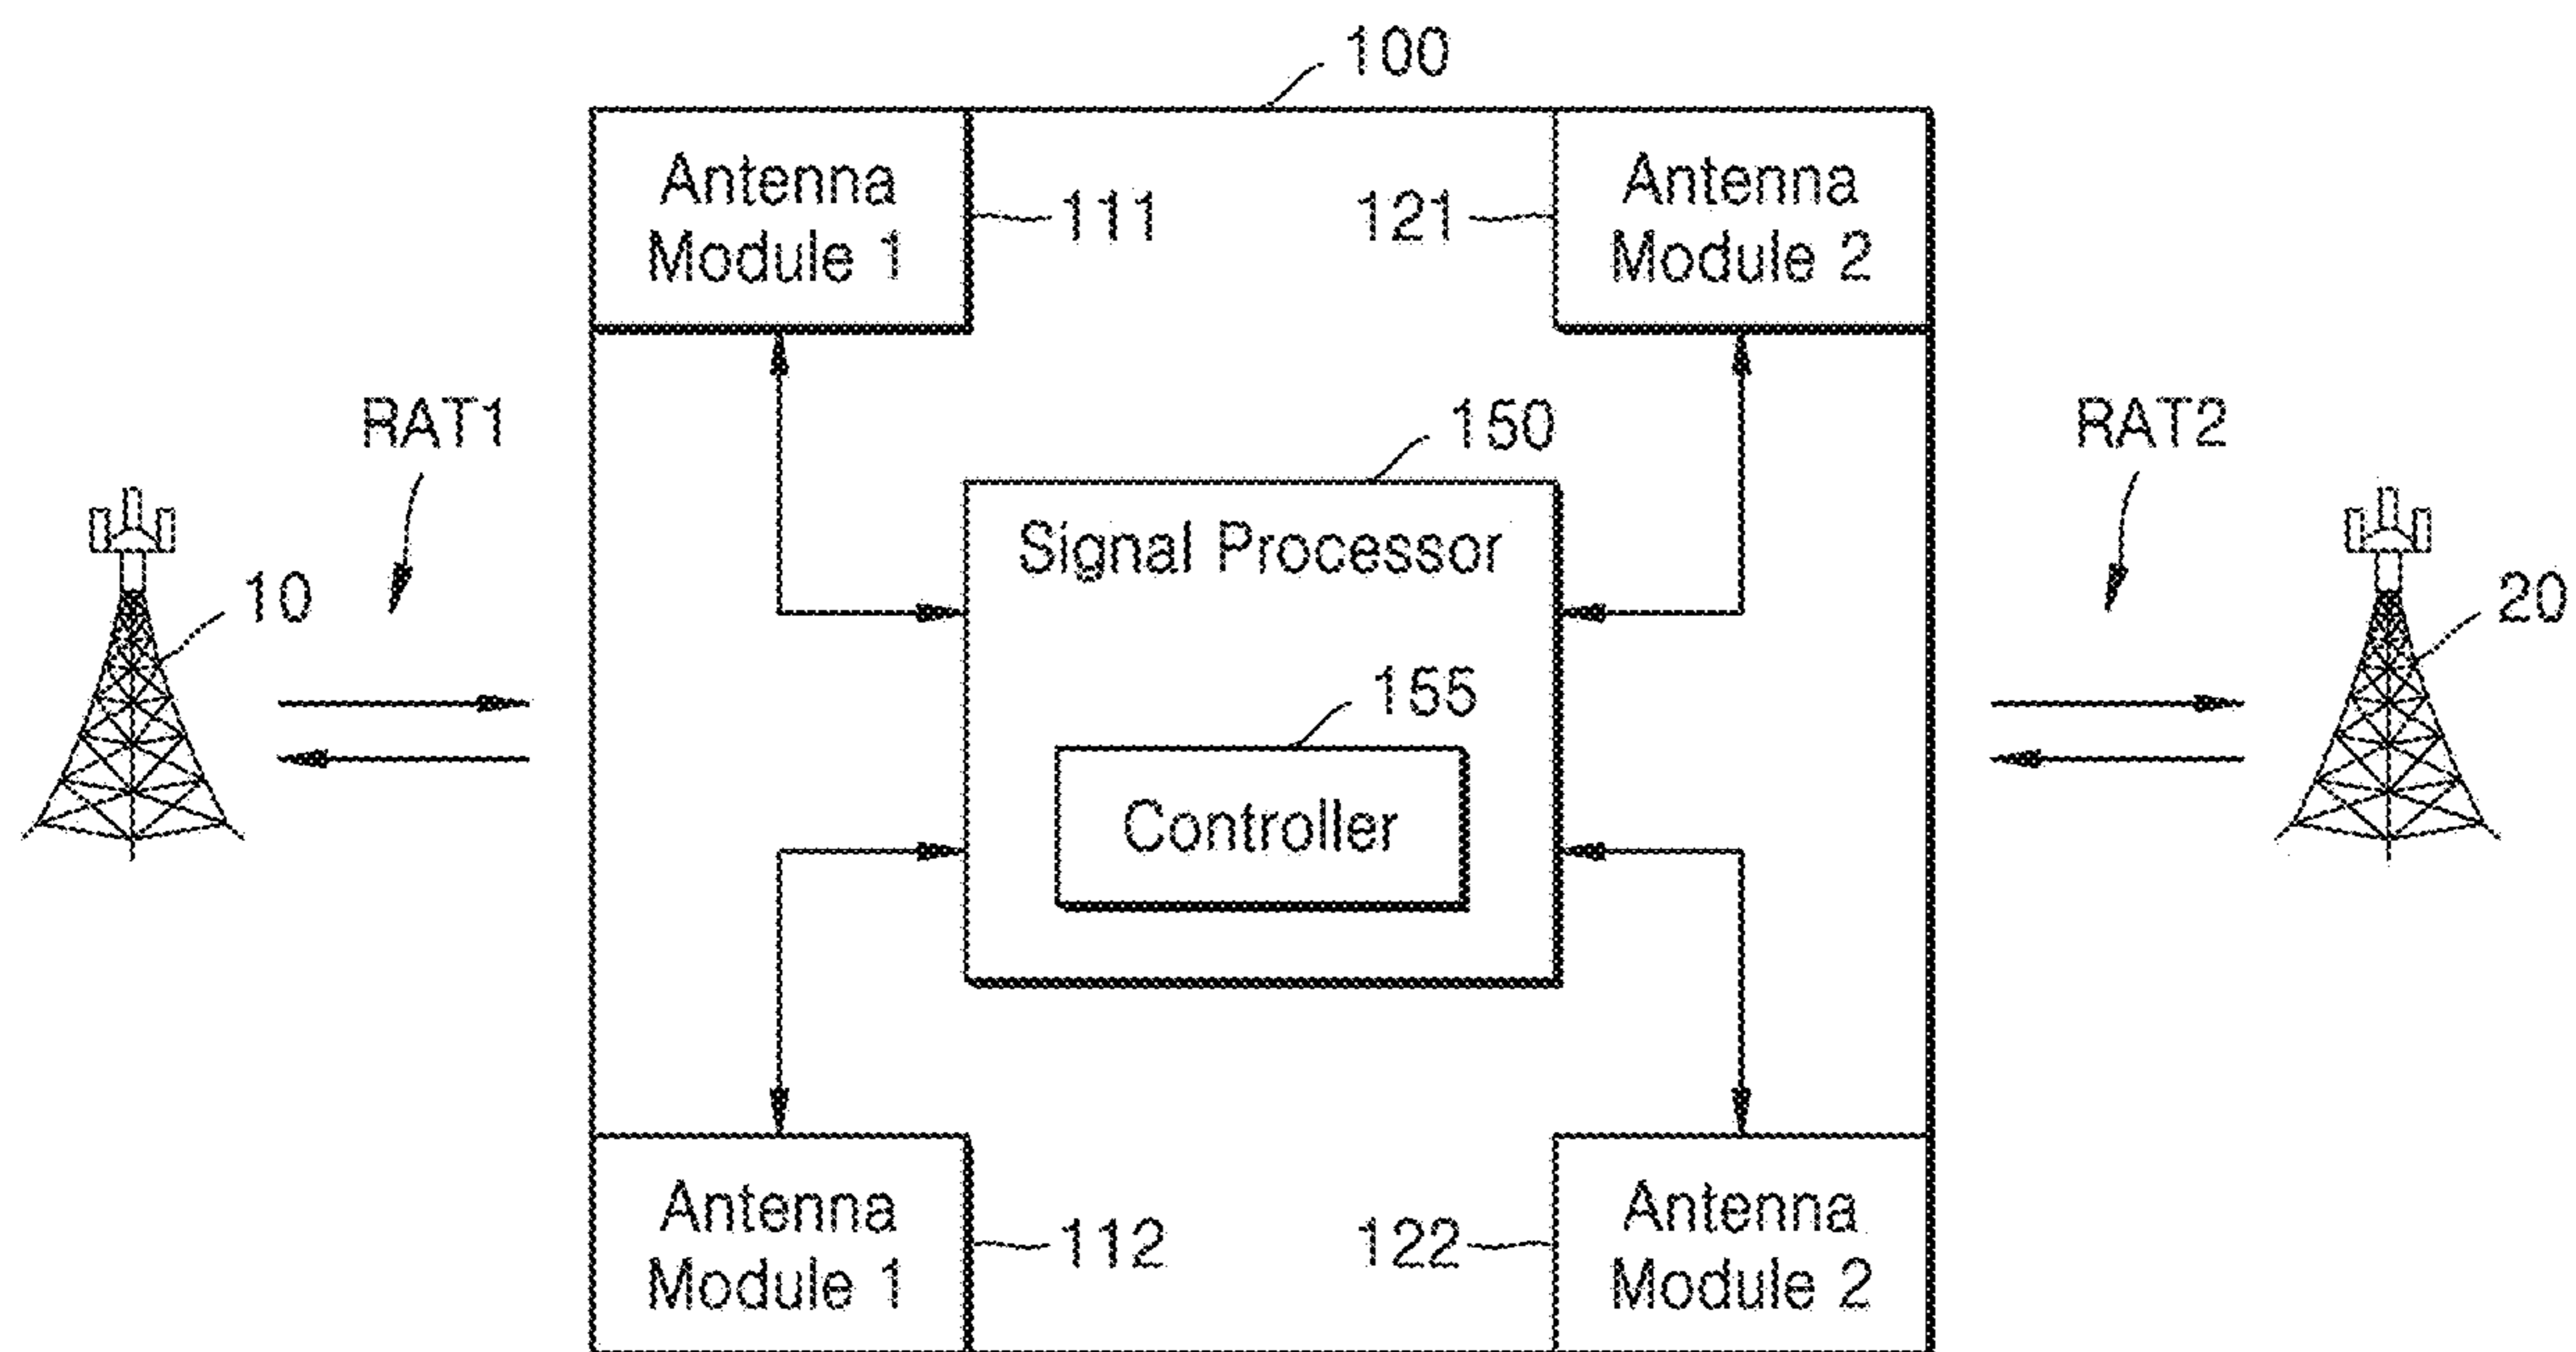 100
Antenna
Module 1
111
121
Antenna
Module 2
RAT1
150
RAT2
Signal Processor
10
20
155
Controller
Antenna
Module 1
112
122
Antenna
Module 2